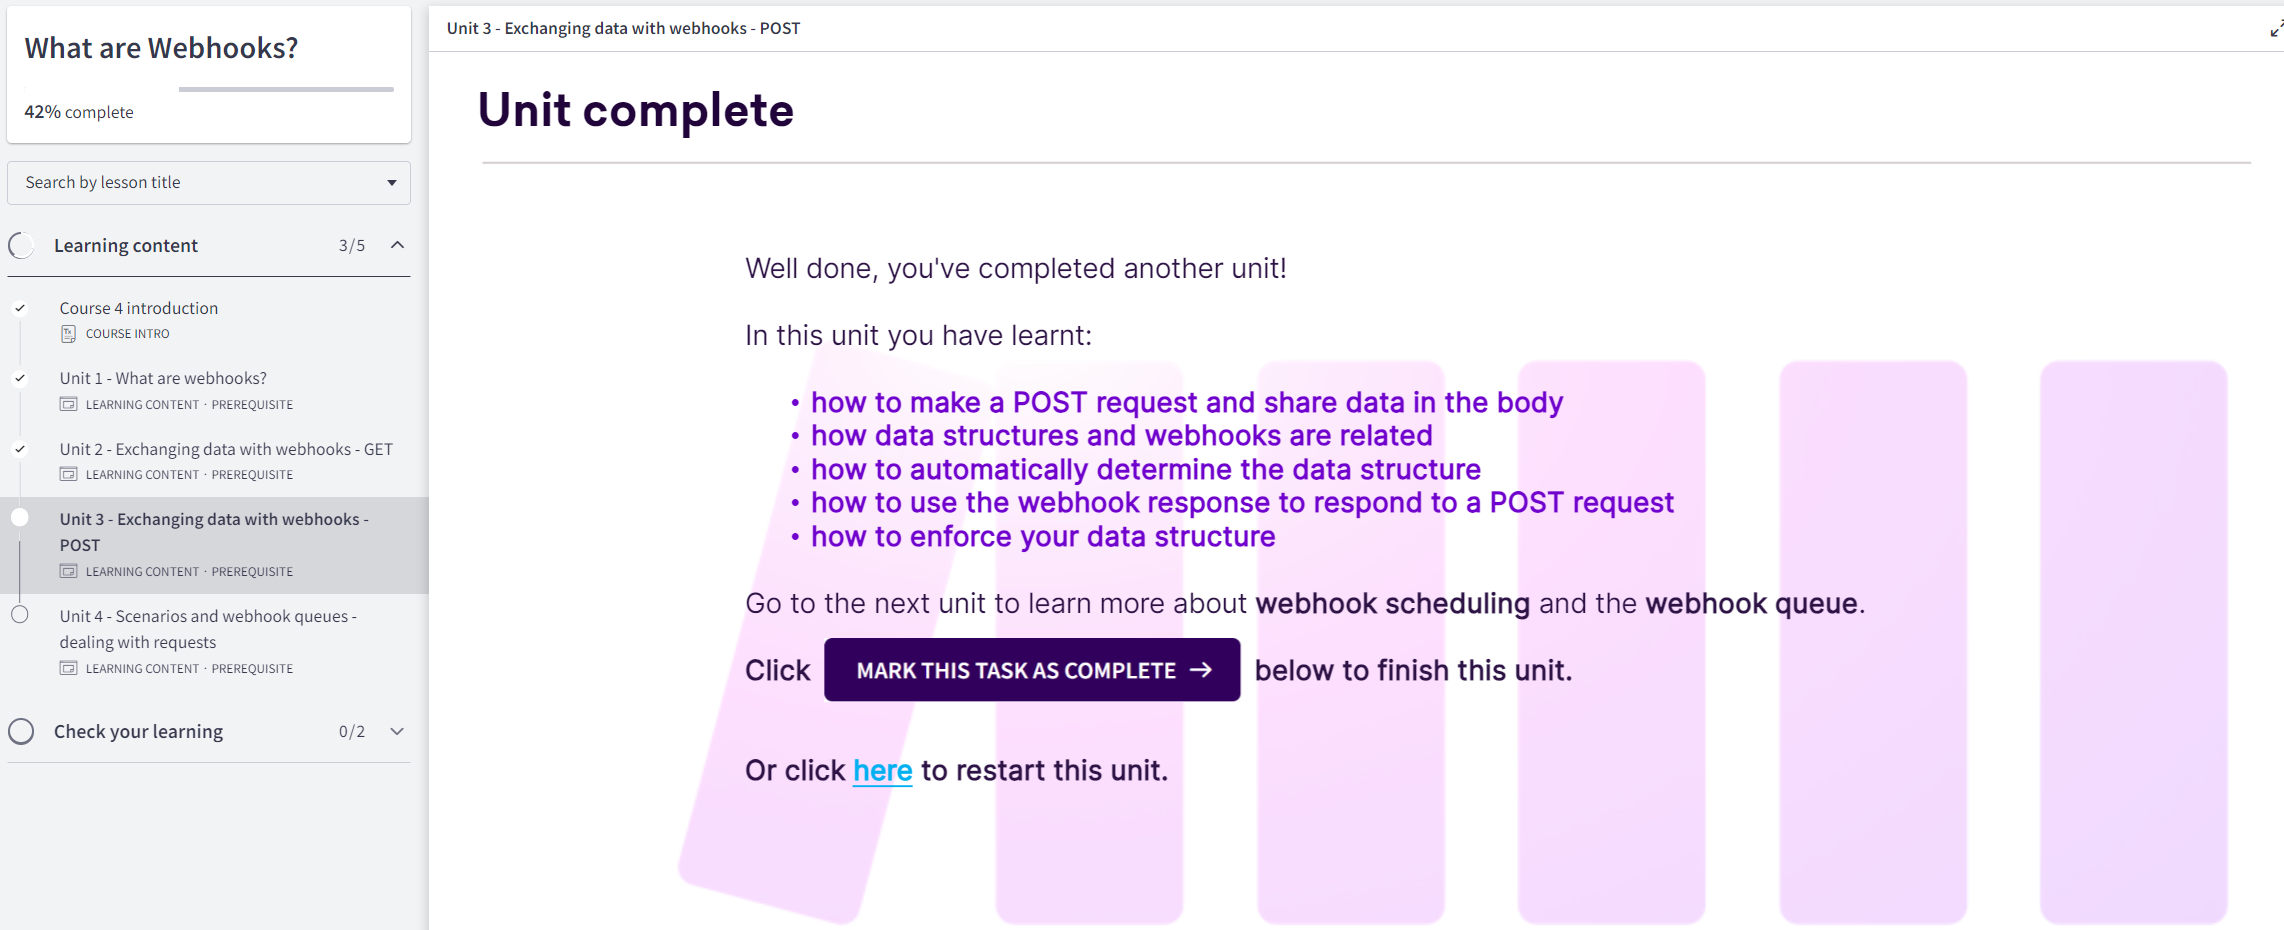 What are Webhooks?
42% complete
Search by lesson title
Learning content 3/5
Course 4 introduction
COURSE INTRO
Unit 1 - What are webhooks?
LEARNING CONTENT · PREREQUISITE
Unit 2 - Exchanging data with webhooks - GET
LEARNING CONTENT · PREREQUISITE
Unit 3 - Exchanging data with webhooks -
POST
LEARNING CONTENT · PREREQUISITE
Unit 4 - Scenarios and webhook queues -
dealing with requests
LEARNING CONTENT · PREREQUISITE
Check your learning 0/2
Unit 3 - Exchanging data with webhooks - POST
Unit complete
Well done, you've completed another unit!
In this unit you have learnt:
• how to make a POST request and share data in the body
• how data structures and webhooks are related
• how to automatically determine the data structure
• how to use the webhook response to respond to a POST request
• how to enforce your data structure
Go to the next unit to learn more about webhook scheduling and the webhook queue.
Click MARK THIS TASK AS COMPLETE → below to finish this unit.
Or click here to restart this unit.